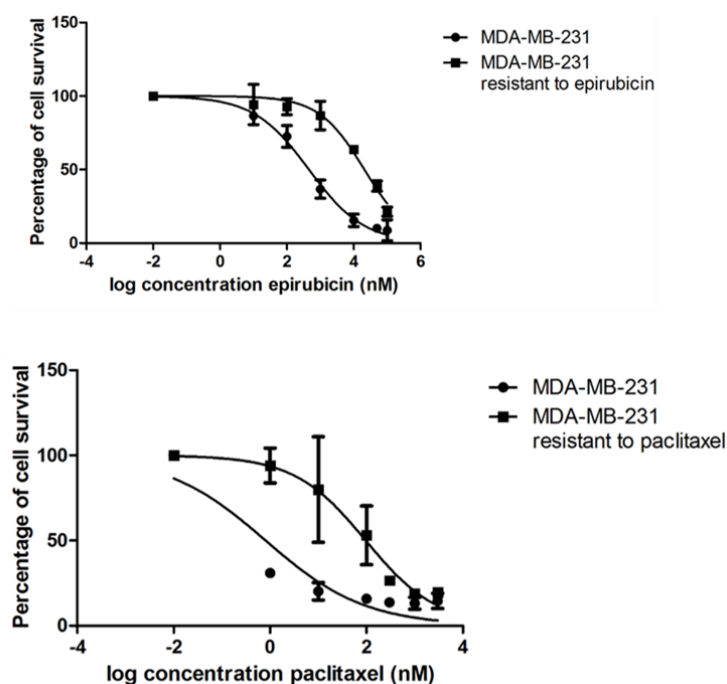 150
100
50
0
Percentage of cell survival
-4 -2 0 2 4 6
log concentration epirubicin (nM)
MDA-MB-231
MDA-MB-231
resistant to epirubicin
150
100
50
0
Percentage of cell survival
-4 -2 0 2 4
log concentration paclitaxel (nM)
MDA-MB-231
MDA-MB-231
resistant to paclitaxel